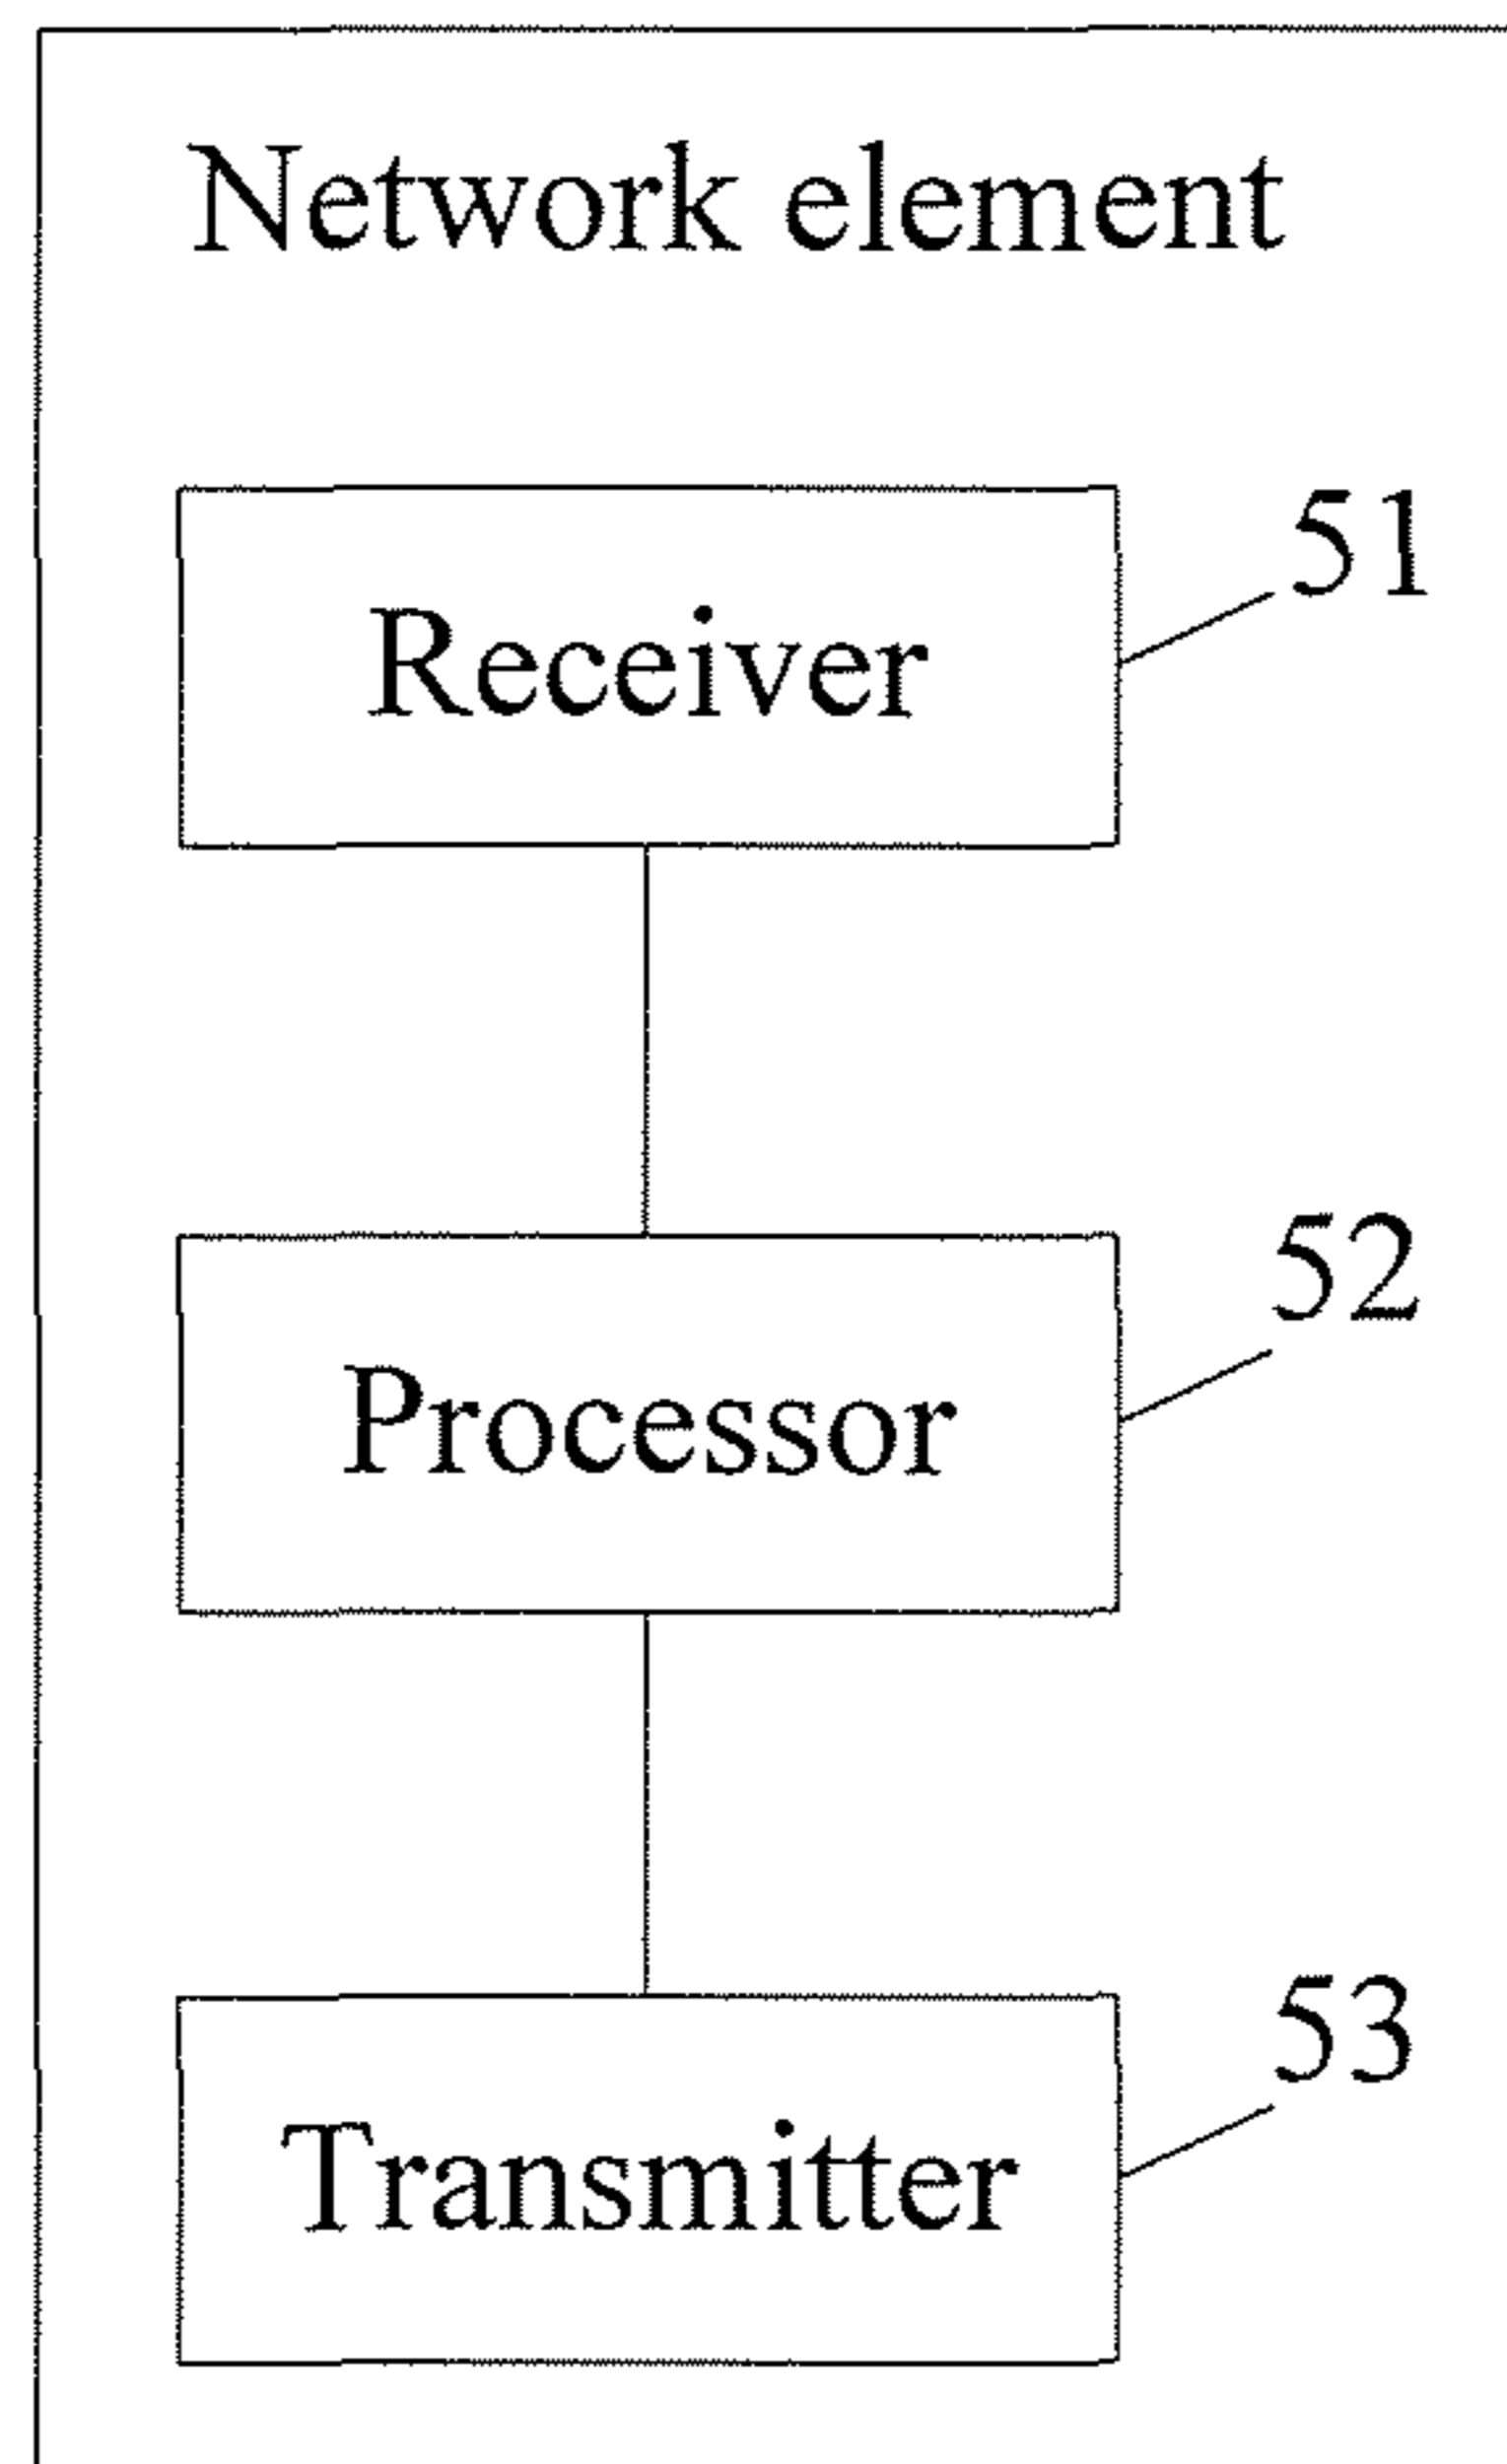 Network element
51
Receiver
52
Processor
53
Transmitter